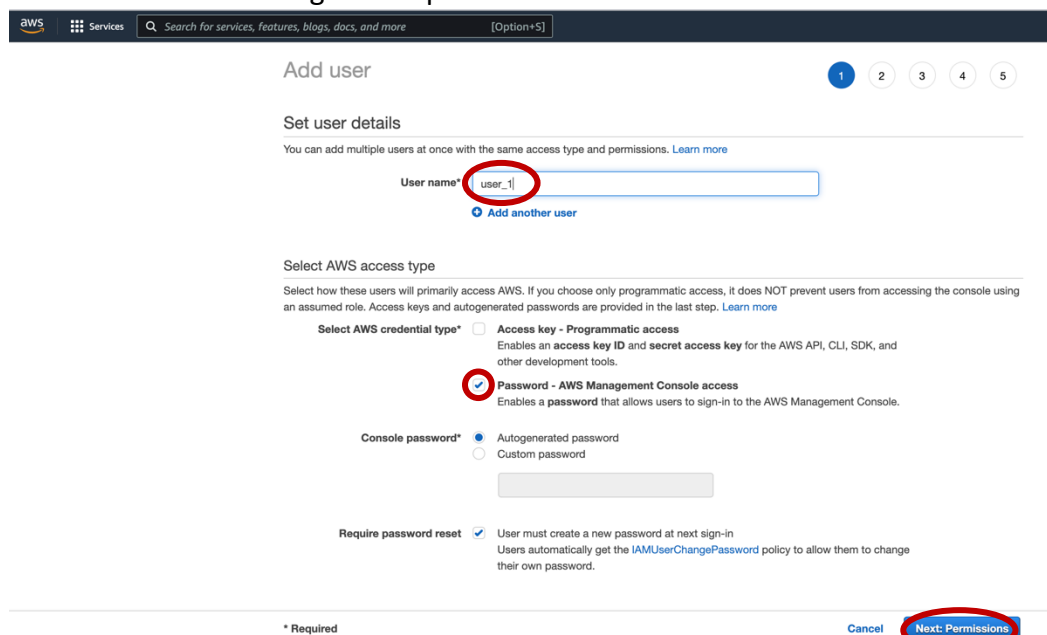 aws Services Search for services, features, blogs, docs, and more [Option+S]
Add user 1 2 3 4 5
Set user details
You can add multiple users at once with the same access type and permissions. Learn more
User name* user_1
Add another user
Select AWS access type
Select how these users will primarily access AWS. If you choose only programmatic access, it does NOT prevent users from accessing the console using
an assumed role. Access keys and autogenerated passwords are provided in the last step. Learn more
Select AWS credential type* Access key - Programmatic access
Enables an access key ID and secret access key for the AWS API, CLI, SDK, and
other development tools.
Password - AWS Management Console access
Enables a password that allows users to sign-in to the AWS Management Console.
Console password* Autogenerated password
Custom password
Require password reset User must create a new password at next sign-in
Users automatically get the IAMUserChangePassword policy to allow them to change
their own password.
* Required Cancel Next: Permissions